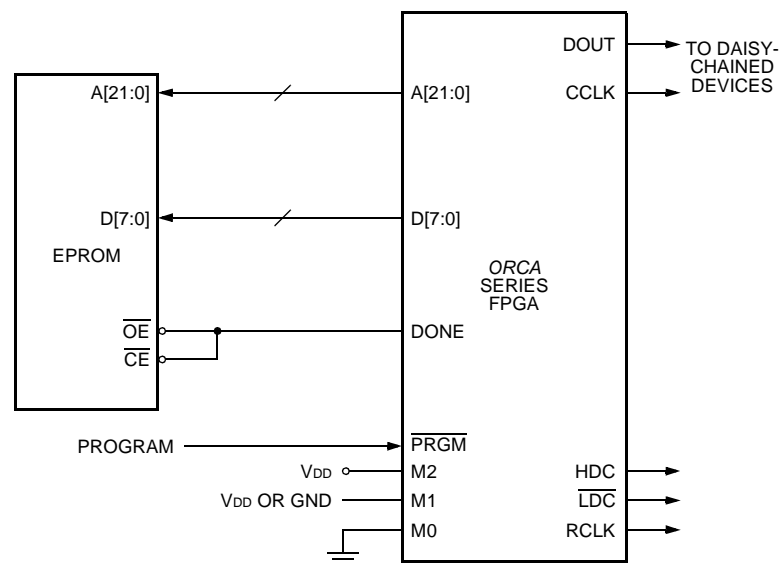 DOUT
TO DAISY-
CHAINED
DEVICES
A[21:0]
A[21:0]
CCLK
D[7:0]
D[7:0]
EPROM
ORCA
SERIES
FPGA
OE
DONE
CE
PROGRAM
PRGM
VDD
M2
HDC
VDD OR GND
M1
LDC
M0
RCLK